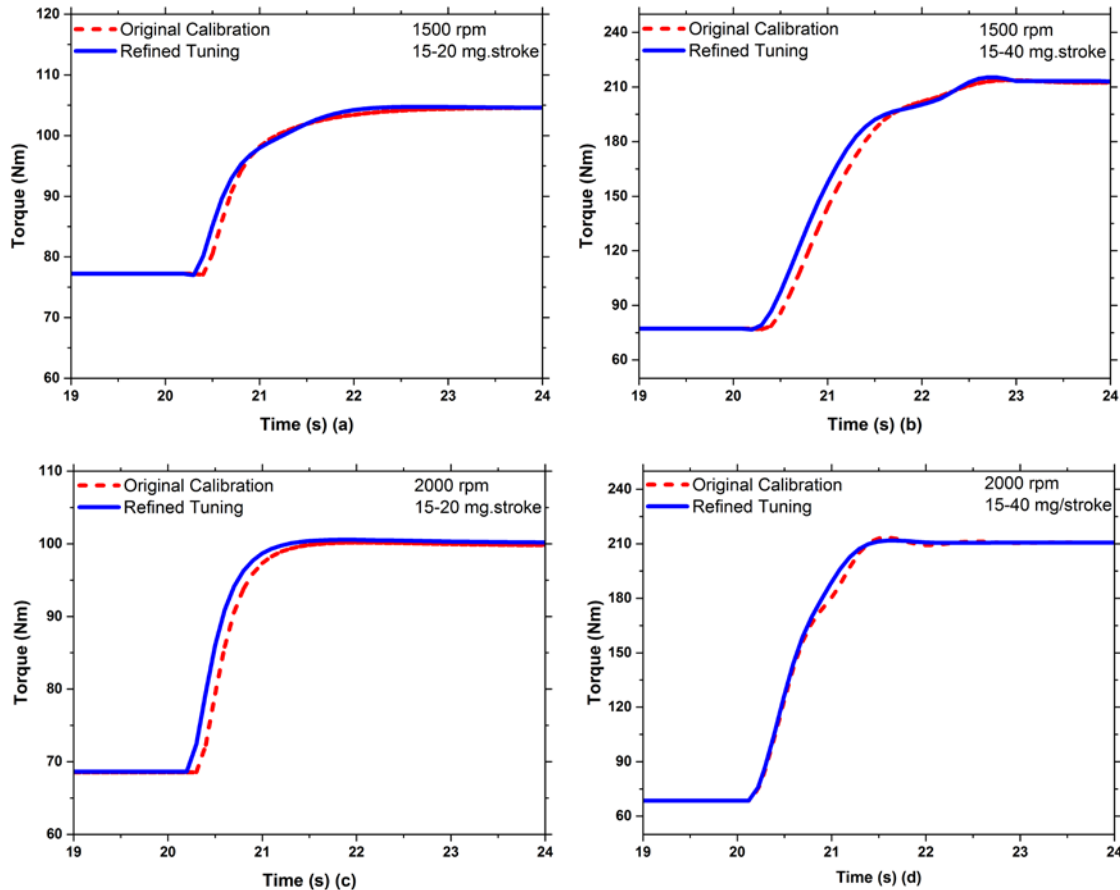 120
110
100
90
80
70
60
Torque (Nm)
Original Calibration 1500 rpm
Refined Tuning 15-20 mg.stroke
19 20 21 22 23 24
Time (s) (a)
240
210
180
150
120
90
60
Torque (Nm)
Original Calibration 1500 rpm
Refined Tuning 15-40 mg.stroke
19 20 21 22 23 24
Time (s) (b)
110
100
90
80
70
60
Torque (Nm)
Original Calibration 2000 rpm
Refined Tuning 15-20 mg.stroke
19 20 21 22 23 24
Time (s) (c)
240
210
180
150
120
90
60
Torque (Nm)
Original Calibration 2000 rpm
Refined Tuning 15-40 mg/stroke
19 20 21 22 23 24
Time (s) (d)